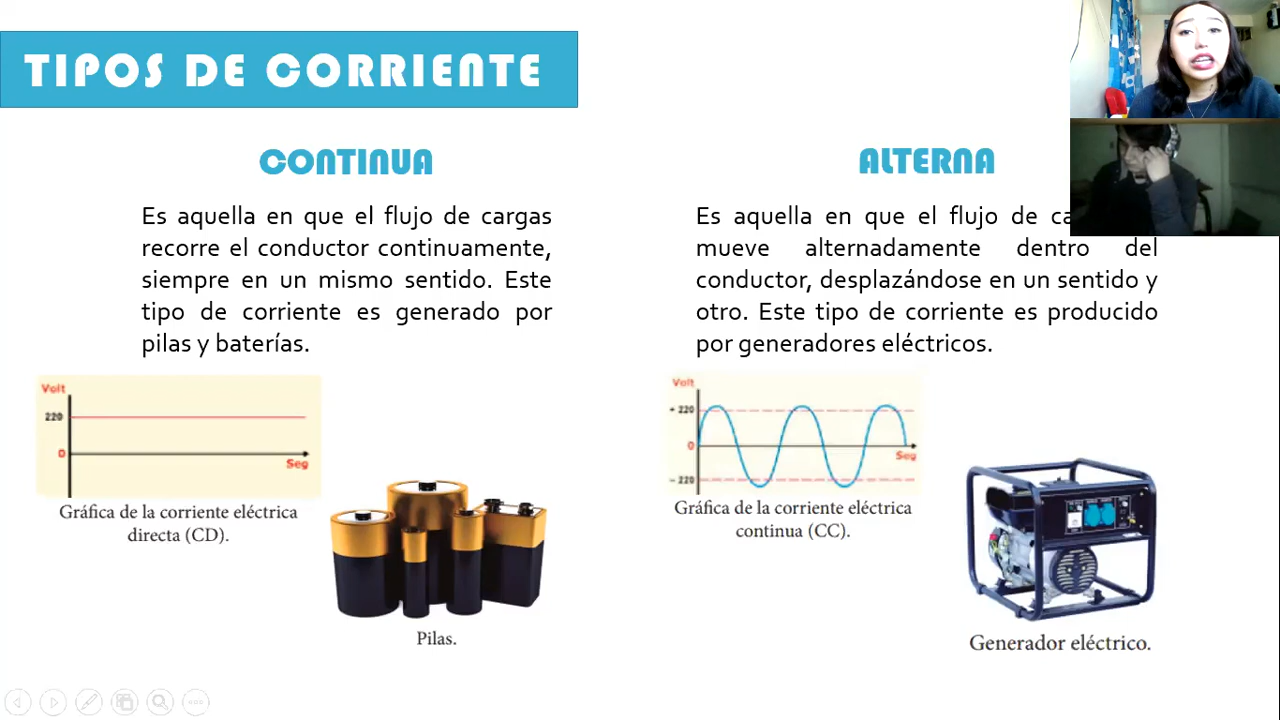 TIPOS DE CORRIENTE
CONTINUA
Es aquella en que el flujo de cargas
recorre el conductor continuamente,
siempre en un mismo sentido. Este
tipo de corriente es generado por
pilas y baterías.
Volt
220
0
Seg
Gráfica de la corriente eléctrica
directa (CD).
Pilas.
ALTERNA
Es aquella en que el flujo de
mueve alternadamente dentro del
conductor, desplazándose en un sentido y
otro. Este tipo de corriente es producido
por generadores eléctricos.
Volt
+ 220
0
Seg
- 220
Gráfica de la corriente eléctrica
continua (CC).
Generador eléctrico.